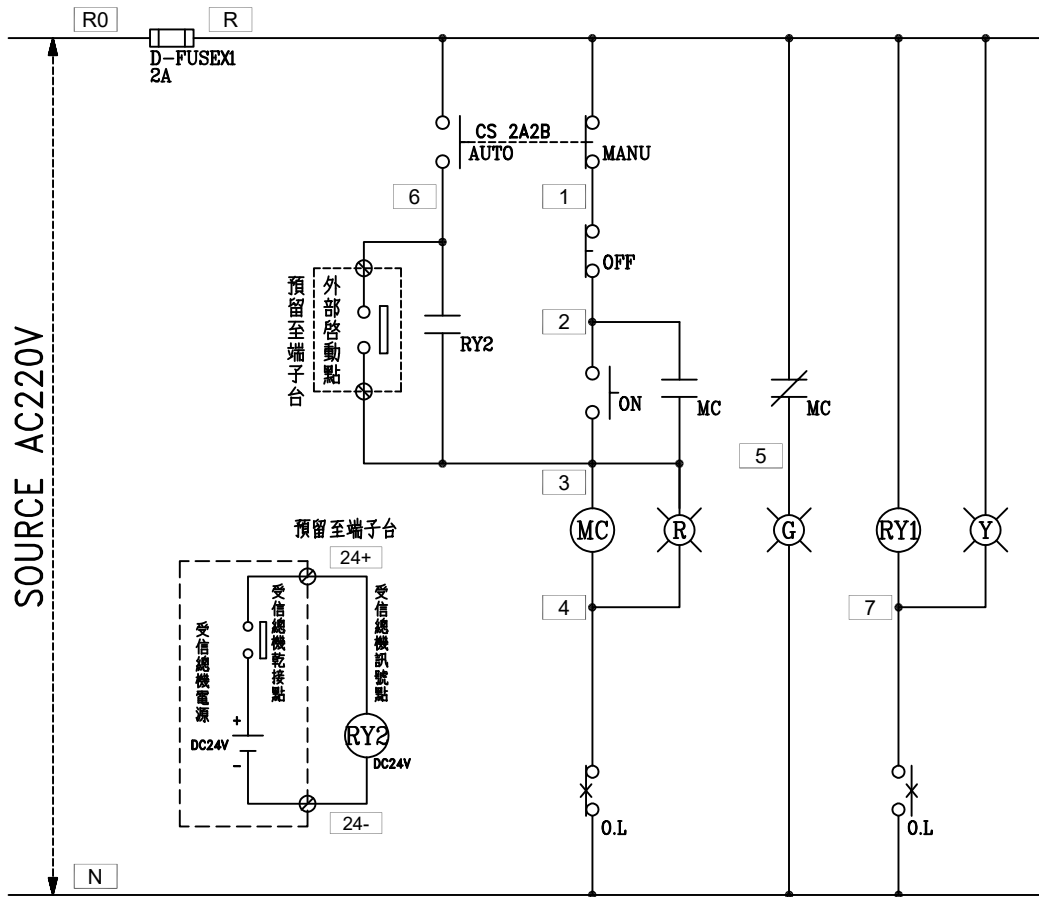 R0
R
D-FUSEX1
2A
CS 2A2B
AUTO
MANU
6
1
OFF
預留至端子台
外部啓動點
RY2
2
ON
MC
MC
5
3
SOURCE AC220V
MC
R
G
RY1
Y
預留至端子台
24+
4
7
受信總機電源
受信總機乾接點
受信總機訊號點
+
DC24V
-
RY2
DC24V
24-
O.L
O.L
N